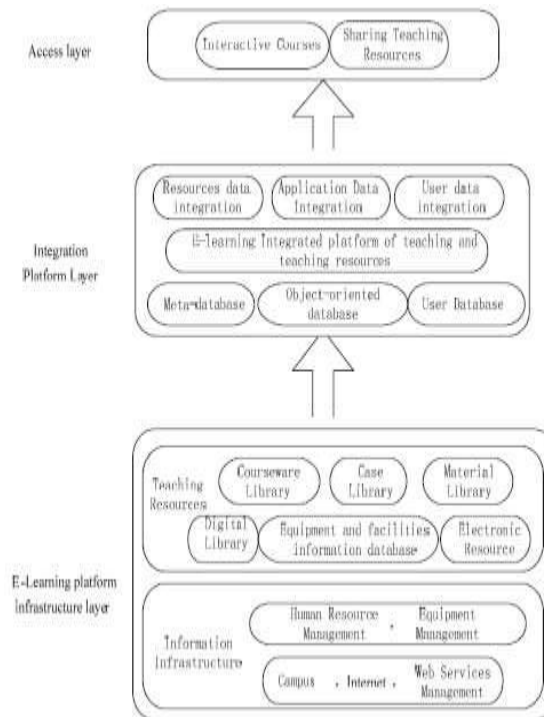 Access layer
Interactive Courses
Sharing Teaching
Resources
Resources data
integration
Application Data
Integration
User data
integration
Integration
Platform Layer
E-learning Integrated platform of teaching and
teaching resources
Meta-database
Object-oriented
database
User Database
E-Learning platform
infrastructure layer
Teaching
Resources
Courseware
Library
Case
Library
Material
Library
Digital
Library
Equipment and facilities
information database
Electronic
Resource
Information
Infrastructure
Human Resource
Management
,
Equipment
Management
Campus , Internet ,
Web Services
Management